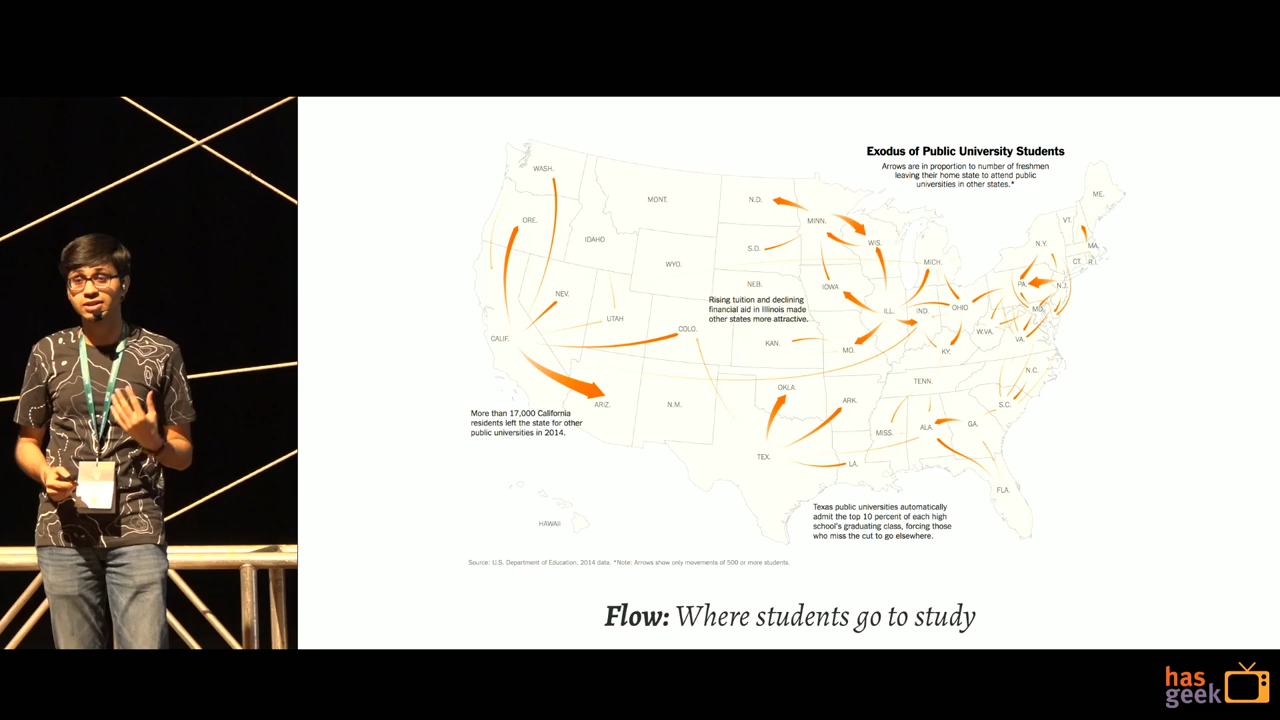 Exodus of Public University Students
Arrows are in proportion to number of freshmen
leaving their home state to attend public
universities in other states.*
WASH.
ORE.
CALIF.
NEV.
IDAHO
MONT.
WYO.
UTAH
COLO.
ARIZ.
N.M.
N.D.
S.D.
NEB.
KAN.
OKLA.
TEX.
MINN.
IOWA
MO.
ARK.
LA.
WIS.
ILL.
MICH.
IND.
OHIO
KY.
TENN.
MISS.
ALA.
GA.
FLA.
S.C.
N.C.
VA.
W.VA.
MD.
PA.
N.J.
N.Y.
CT.
R.I.
MA.
VT.
ME.
HAWAII
Rising tuition and declining
financial aid in Illinois made
other states more attractive.
More than 17,000 California
residents left the state for other
public universities in 2014.
Texas public universities automatically
admit the top 10 percent of each high
school's graduating class, forcing those
who miss the cut to go elsewhere.
Source: U.S. Department of Education, 2014 data. *Note: Arrows show only movements of 500 or more students.
Flow: Where students go to study
has
geek